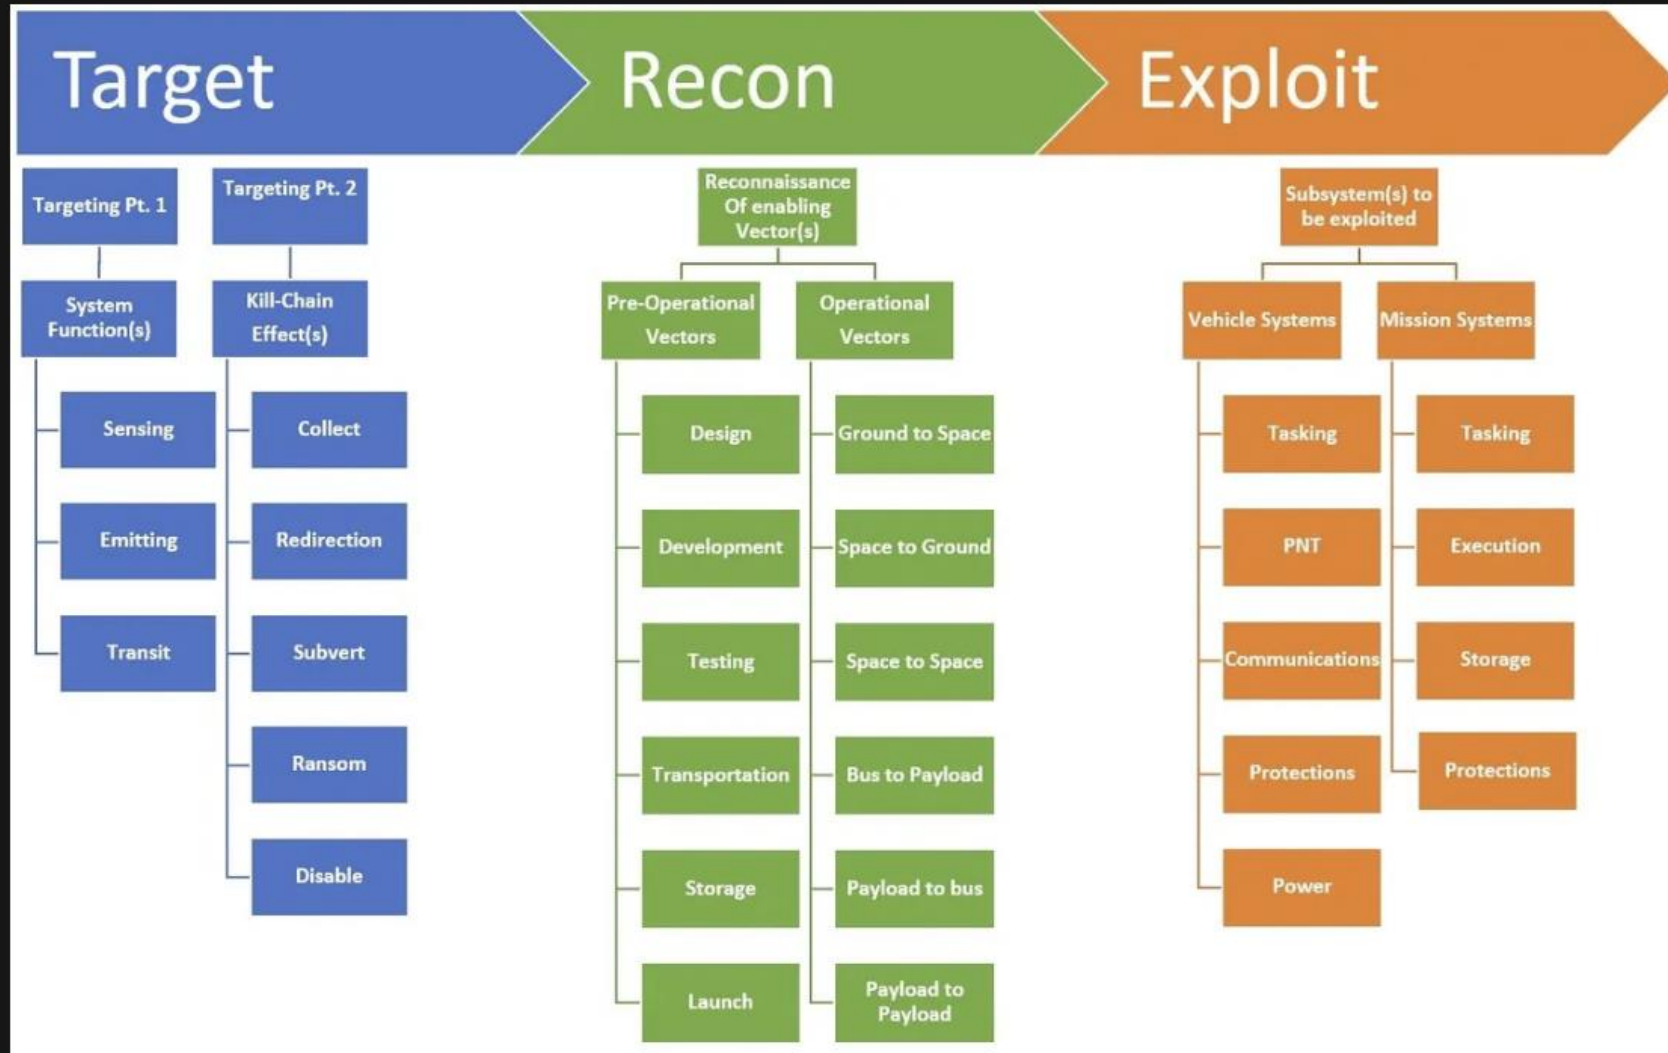 Target
Recon
Exploit
Targeting Pt. 1
System
Function(s)
Sensing
Emitting
Transit
Targeting Pt. 2
Kill-Chain
Effect(s)
Collect
Redirection
Subvert
Ransom
Disable
Reconnaissance
Of enabling
Vector(s)
Pre-Operational
Vectors
Design
Development
Testing
Transportation
Storage
Launch
Operational
Vectors
Ground to Space
Space to Ground
Space to Space
Bus to Payload
Payload to bus
Payload to
Payload
Subsystem(s) to
be exploited
Vehicle Systems
Tasking
PNT
Communications
Protections
Power
Mission Systems
Tasking
Execution
Storage
Protections